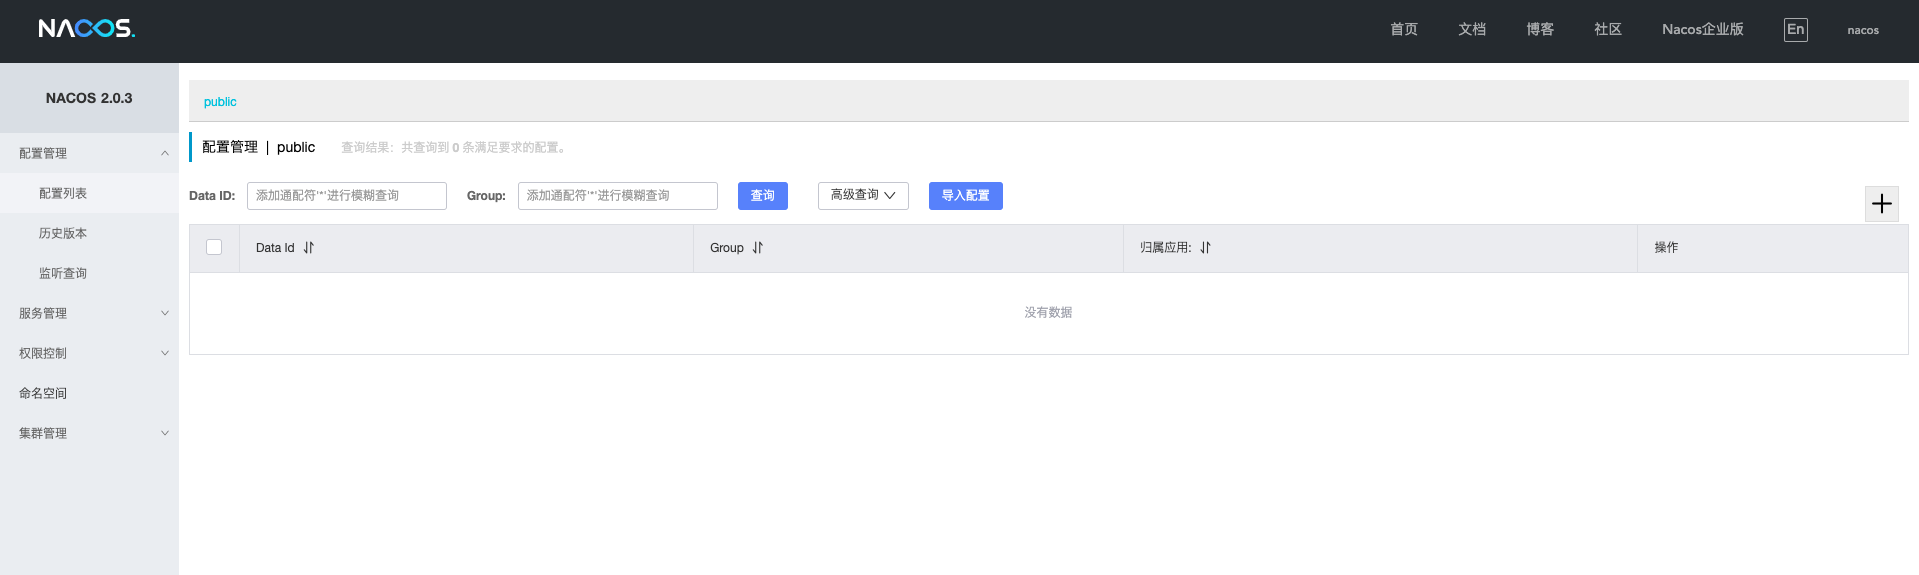 NACOS.
首页 文档 博客 社区 Nacos企业版 En nacos
NACOS 2.0.3
配置管理
配置列表
历史版本
监听查询
服务管理
权限控制
命名空间
集群管理
public
配置管理 | public 查询结果：共查询到 0 条满足要求的配置。
Data ID: 添加通配符'*'进行模糊查询 Group: 添加通配符'*'进行模糊查询 查询 高级查询 导入配置
Data Id Group 归属应用: 操作
没有数据